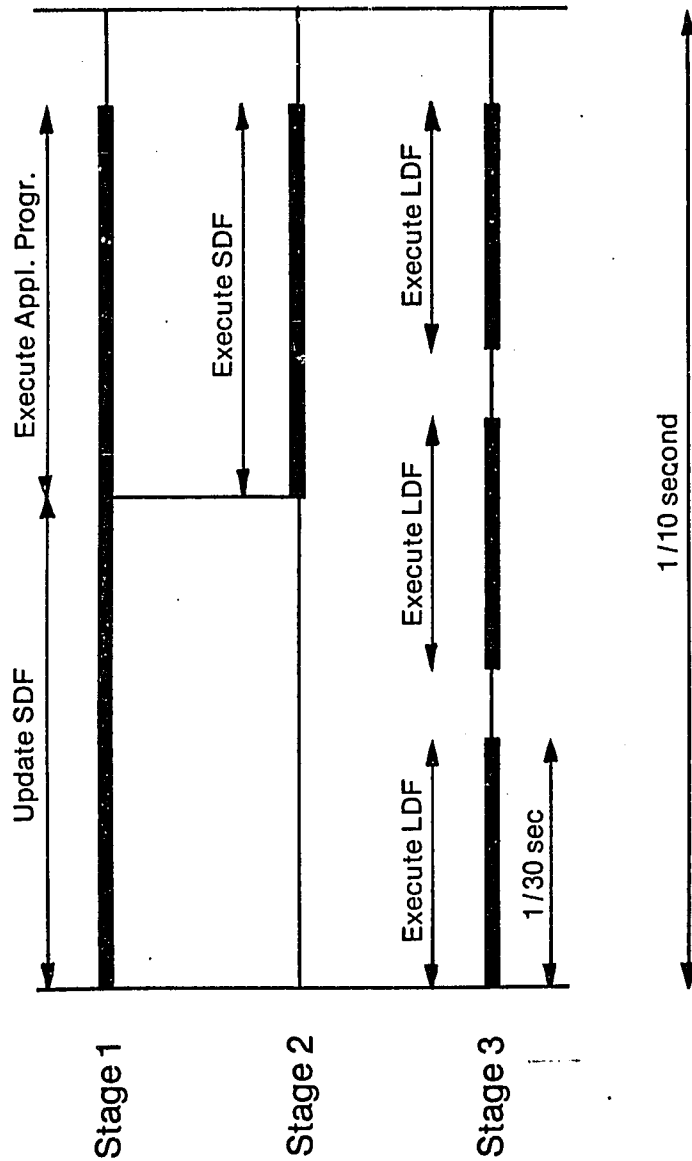 Update SDF
Execute Appl. Progr.
Stage 1
Execute SDF
Stage 2
Execute LDF
Execute LDF
Execute LDF
Stage 3
1/30 sec
1/10 second